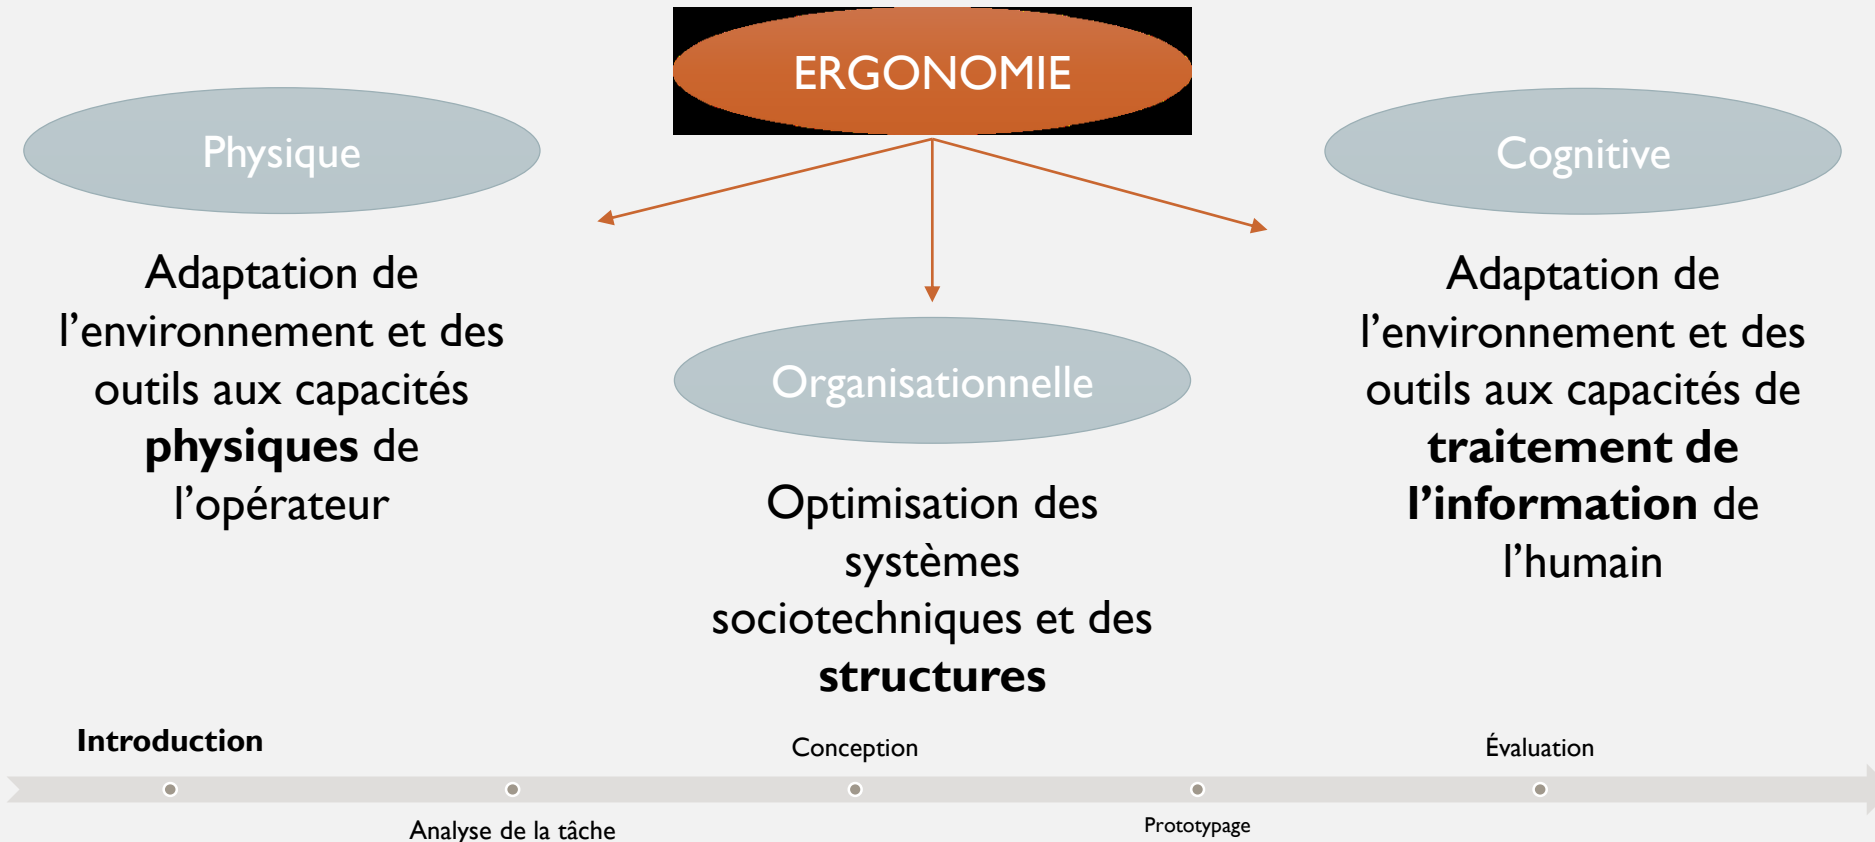 ERGONOMIE
Physique
Adaptation de
l’environnement et des
outils aux capacités
physiques de
l’opérateur
Organisationnelle
Optimisation des
systèmes
sociotechniques et des
structures
Cognitive
Adaptation de
l’environnement et des
outils aux capacités de
traitement de
l’information de
l’humain
Introduction
Analyse de la tâche
Conception
Prototypage
Évaluation